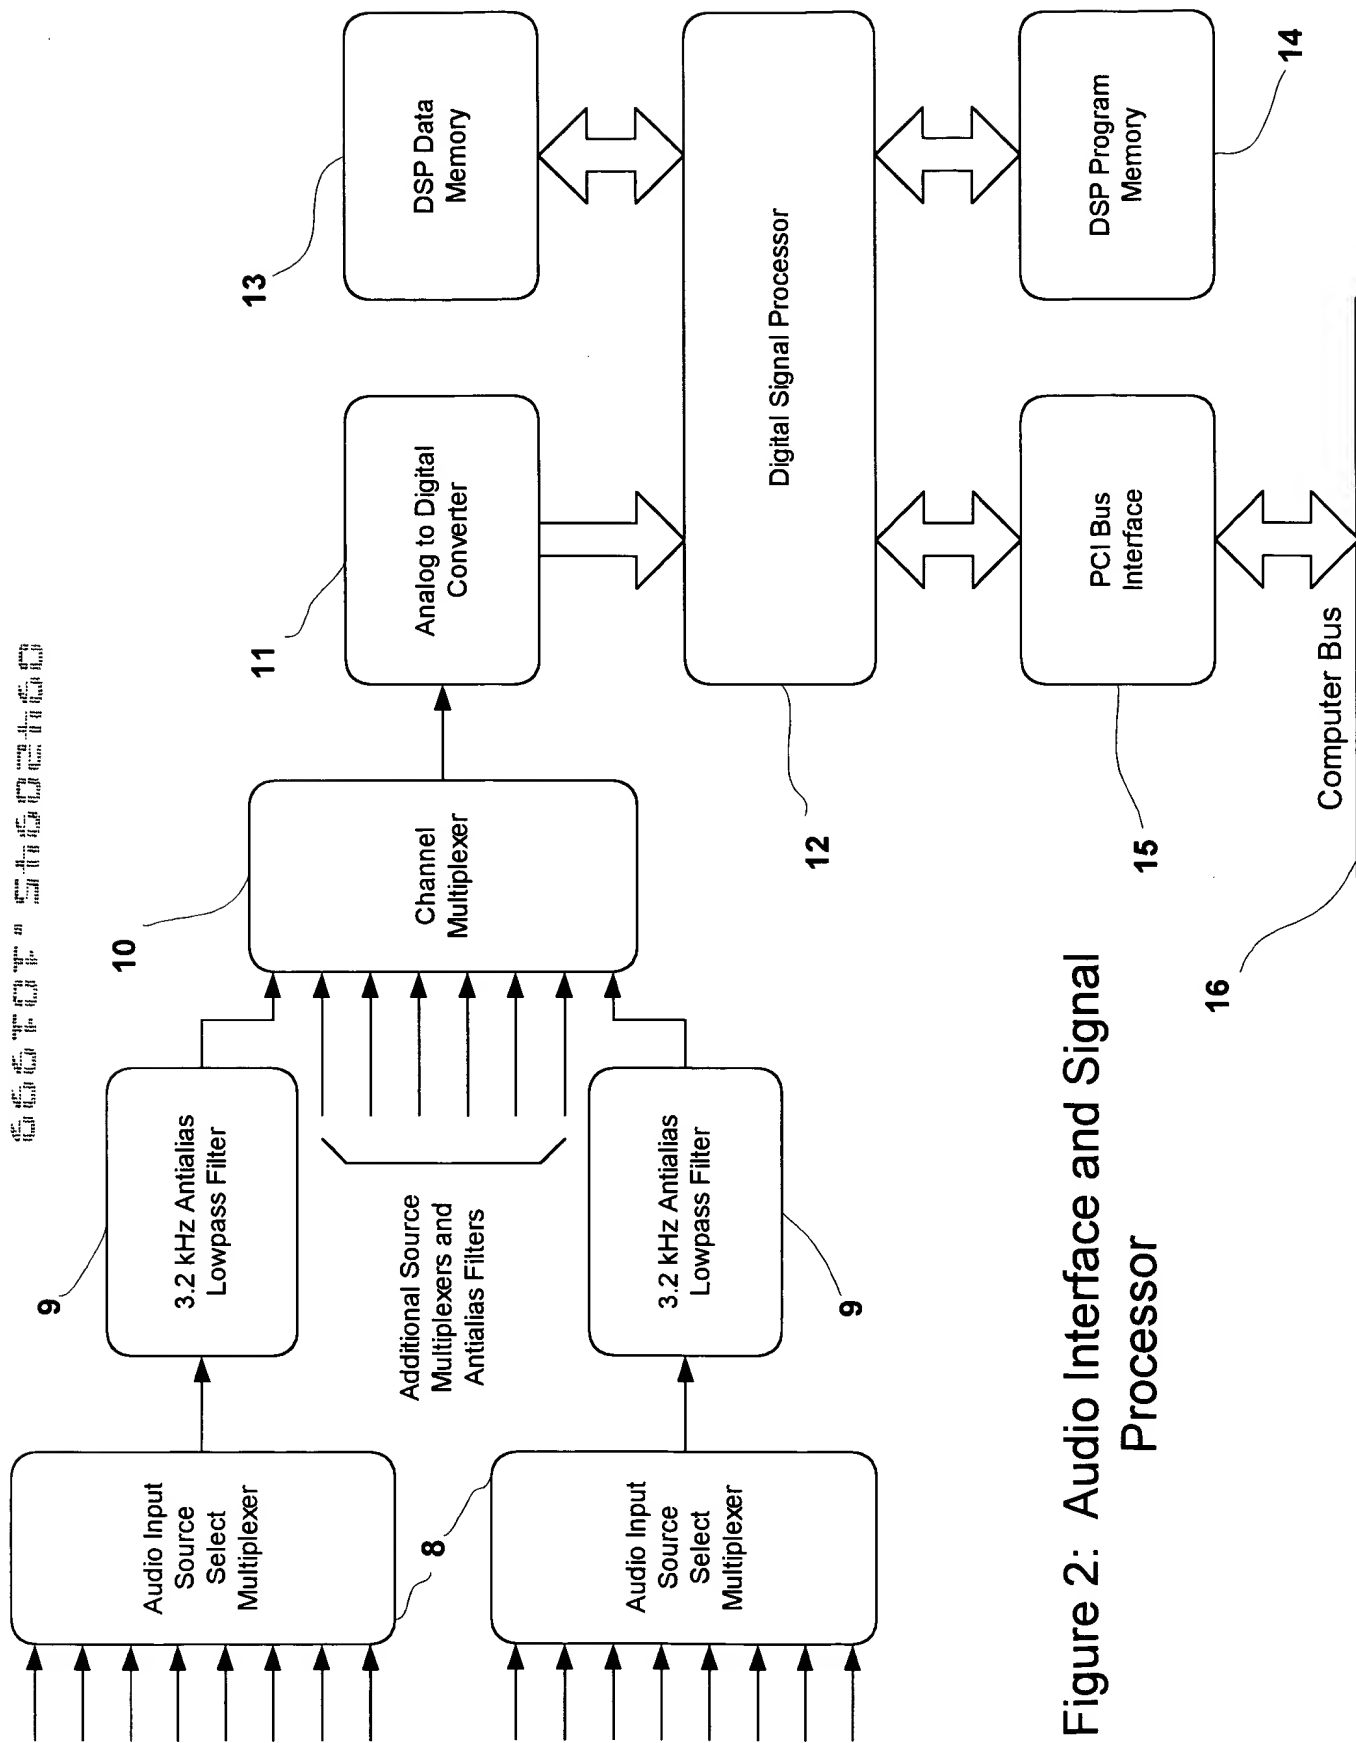 Audio Input
Source
Select
Multiplexer
8
Audio Input
Source
Select
Multiplexer
9
3.2 kHz Antialias
Lowpass Filter
Additional Source
Multiplexers and
Antialias Filters
3.2 kHz Antialias
Lowpass Filter
9
10
Channel
Multiplexer
11
Analog to Digital
Converter
13
DSP Data
Memory
12
Digital Signal Processor
15
PCI Bus
Interface
14
DSP Program
Memory
16
Computer Bus
Figure 2: Audio Interface and Signal
Processor